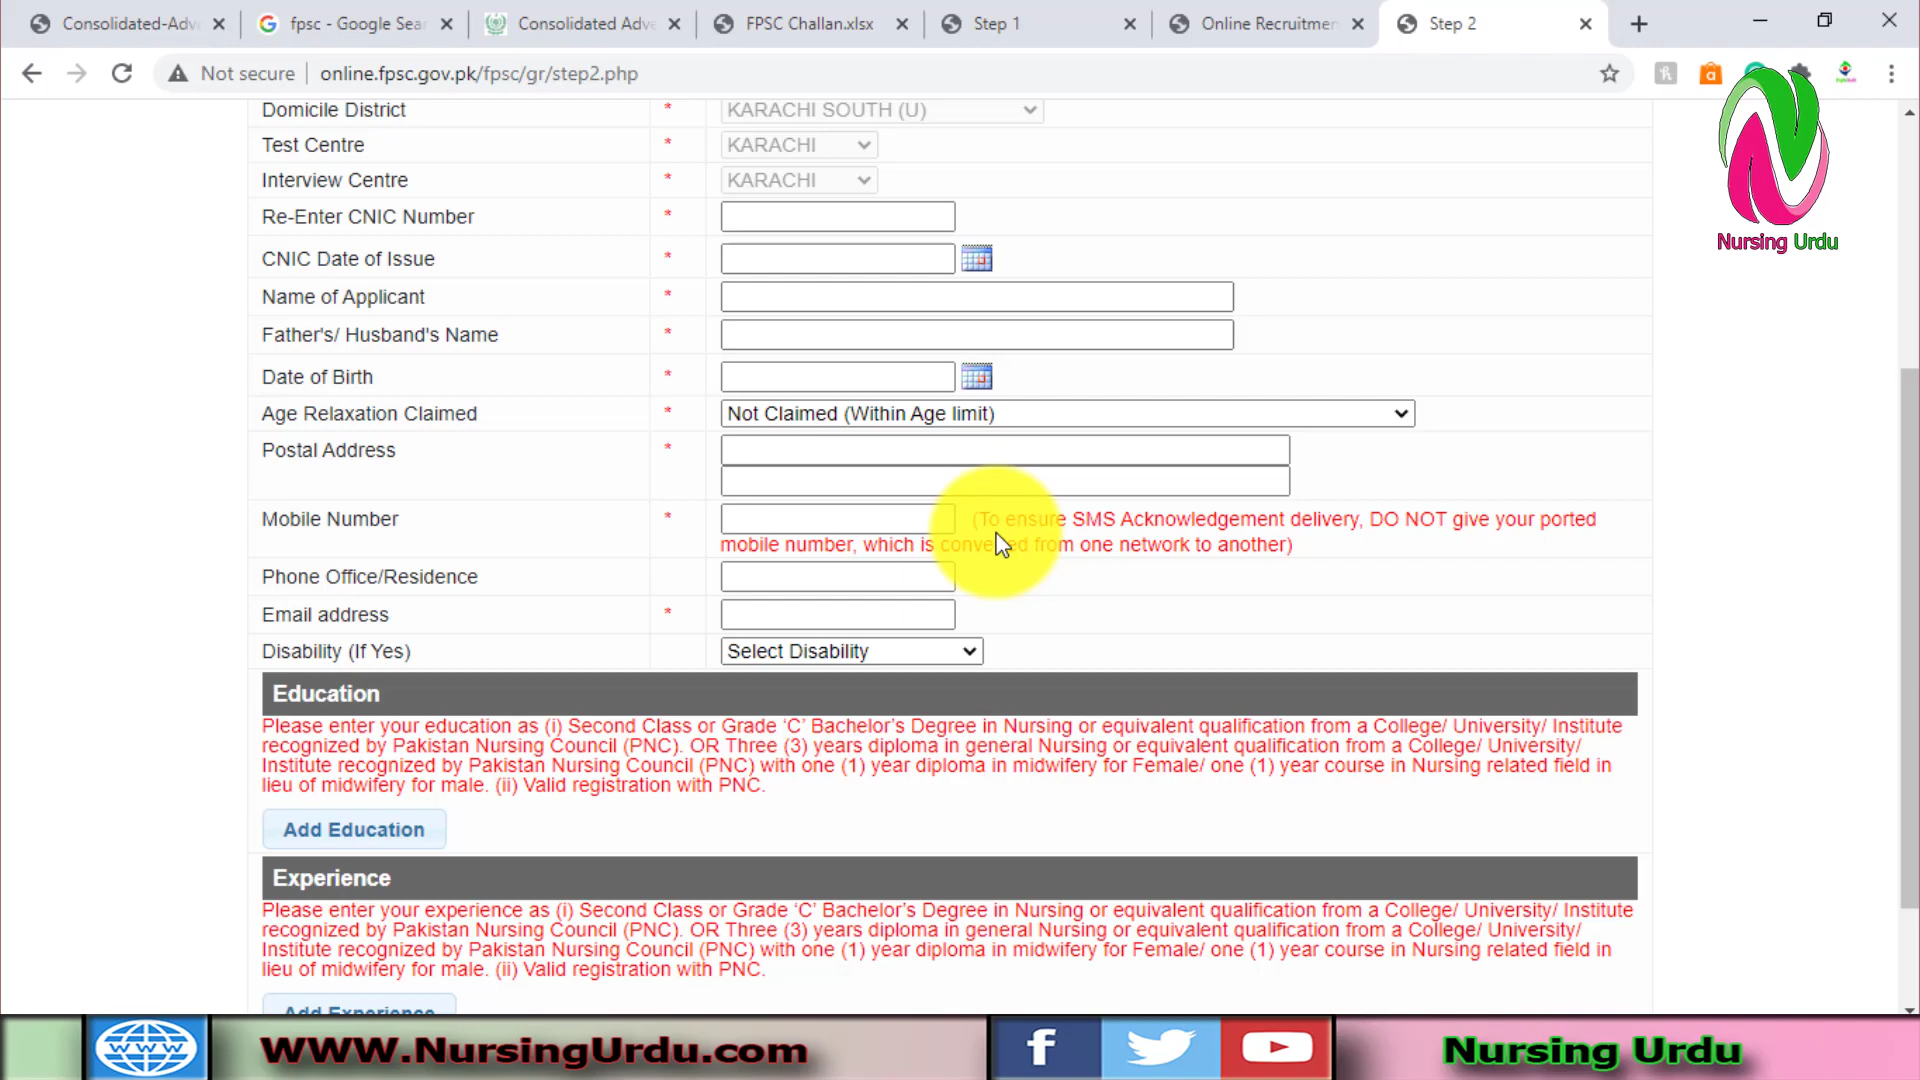 Consolidated-Adv
fpsc - Google Sear
Consolidated Adve
FPSC Challan.xlsx
Step 1
Online Recruitmen
Step 2
Not secure
online.fpsc.gov.pk/fpsc/gr/step2.php
Nursing Urdu
Domicile District * KARACHI SOUTH (U)
Test Centre * KARACHI
Interview Centre * KARACHI
Re-Enter CNIC Number *
CNIC Date of Issue *
Name of Applicant *
Father's/ Husband's Name *
Date of Birth *
Age Relaxation Claimed * Not Claimed (Within Age limit)
Postal Address *
Mobile Number * (To ensure SMS Acknowledgement delivery, DO NOT give your ported
mobile number, which is converted from one network to another)
Phone Office/Residence
Email address *
Disability (If Yes) Select Disability
Education
Please enter your education as (i) Second Class or Grade ‘C’ Bachelor’s Degree in Nursing or equivalent qualification from a College/ University/ Institute
recognized by Pakistan Nursing Council (PNC). OR Three (3) years diploma in general Nursing or equivalent qualification from a College/ University/
Institute recognized by Pakistan Nursing Council (PNC) with one (1) year diploma in midwifery for Female/ one (1) year course in Nursing related field in
lieu of midwifery for male. (ii) Valid registration with PNC.
Add Education
Experience
Please enter your experience as (i) Second Class or Grade ‘C’ Bachelor’s Degree in Nursing or equivalent qualification from a College/ University/ Institute
recognized by Pakistan Nursing Council (PNC). OR Three (3) years diploma in general Nursing or equivalent qualification from a College/ University/
Institute recognized by Pakistan Nursing Council (PNC) with one (1) year diploma in midwifery for Female/ one (1) year course in Nursing related field in
lieu of midwifery for male. (ii) Valid registration with PNC.
Add Experience
WWW.NursingUrdu.com
Nursing Urdu